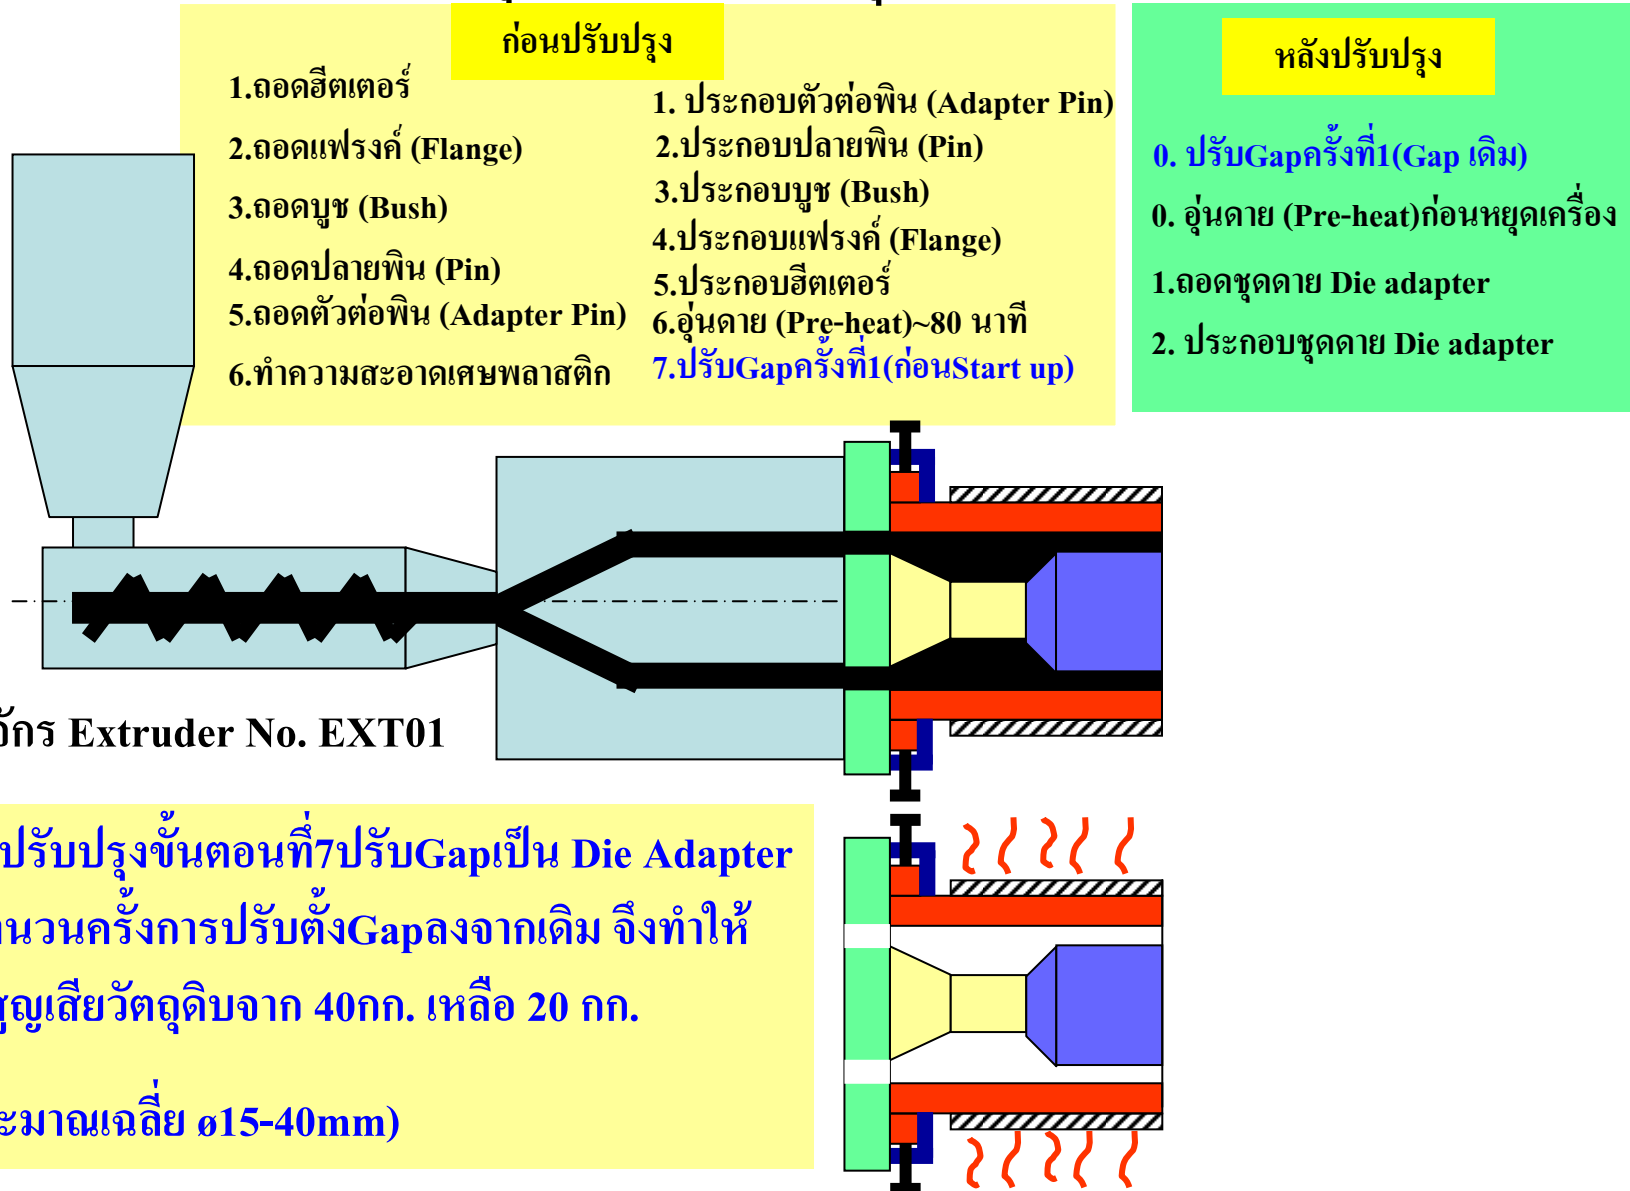 ก่อนปรับปรุง
1.ถอดฮีตเตอร์
2.ถอดแฟรงค์ (Flange)
3.ถอดบูช (Bush)
4.ถอดปลายพิน (Pin)
5.ถอดตัวต่อพิน (Adapter Pin)
6.ทำความสะอาดเศษพลาสติก
1. ประกอบตัวต่อพิน (Adapter Pin)
2.ประกอบปลายพิน (Pin)
3.ประกอบบูช (Bush)
4.ประกอบแฟรงค์ (Flange)
5.ประกอบฮีตเตอร์
6.อุ่นดาย (Pre-heat)~80 นาที
7.ปรับGapครั้งที่1(ก่อนStart up)
หลังปรับปรุง
0. ปรับGapครั้งที่1(Gap เดิม)
0. อุ่นดาย (Pre-heat)ก่อนหยุดเครื่อง
1.ถอดชุดดาย Die adapter
2. ประกอบชุดดาย Die adapter
Extruder No. EXT01
ปรับปรุงขั้นตอนที่7ปรับGapเป็น Die Adapter
นวนครั้งการปรับตั้งGapลงจากเดิม จึงทำให้
สูญเสียวัตถุดิบจาก 40กก. เหลือ 20 กก.
ะมาณเฉลี่ย ø15-40mm)